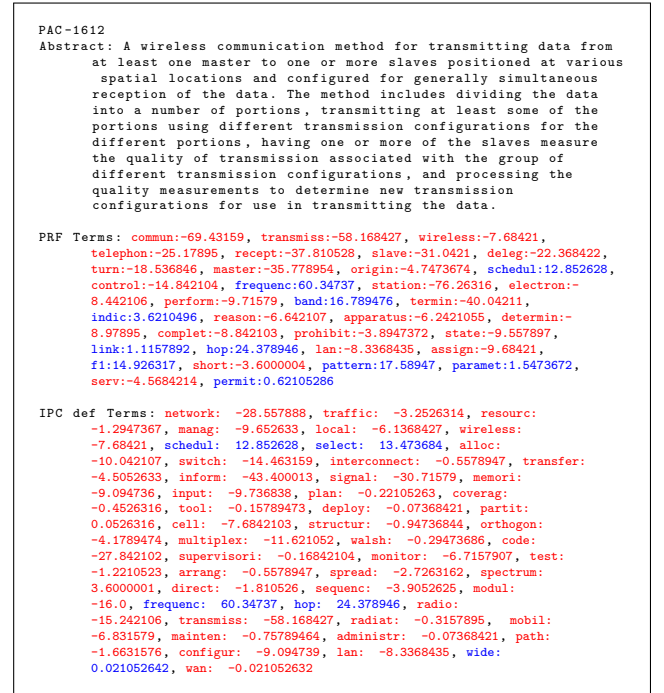 PAC-1612
Abstract: A wireless communication method for transmitting data from
at least one master to one or more slaves positioned at various
spatial locations and configured for generally simultaneous
reception of the data. The method includes dividing the data
into a number of portions, transmitting at least some of the
portions using different transmission configurations for the
different portions, having one or more of the slaves measure
the quality of transmission associated with the group of
different transmission configurations, and processing the
quality measurements to determine new transmission
configurations for use in transmitting the data.
PRF Terms: commun:-69.43159, transmiss:-58.168427, wireless:-7.68421,
telephon:-25.17895, recept:-37.810528, slave:-31.0421, deleg:-22.368422,
turn:-18.536846, master:-35.778954, origin:-4.7473674, schedul:12.852628,
control:-14.842104, frequenc:60.34737, station:-76.26316, electron:-
8.442106, perform:-9.71579, band:16.789476, termin:-40.04211,
indic:3.6210496, reason:-6.642107, apparatus:-6.2421055, determin:-
8.97895, complet:-8.842103, prohibit:-3.8947372, state:-9.557897,
link:1.1157892, hop:24.378946, lan:-8.3368435, assign:-9.68421,
f1:14.926317, short:-3.6000004, pattern:17.58947, paramet:1.5473672,
serv:-4.5684214, permit:0.62105286
IPC def Terms: network: -28.557888, traffic: -3.2526314, resourc:
-1.2947367, manag: -9.652633, local: -6.1368427, wireless:
-7.68421, schedul: 12.852628, select: 13.473684, alloc:
-10.042107, switch: -14.463159, interconnect: -0.5578947, transfer:
-4.5052633, inform: -43.400013, signal: -30.71579, memori:
-9.094736, input: -9.736838, plan: -0.22105263, coverag:
-0.4526316, tool: -0.15789473, deploy: -0.07368421, partit:
0.0526316, cell: -7.6842103, structur: -0.94736844, orthogon:
-4.1789474, multiplex: -11.621052, walsh: -0.29473686, code:
-27.842102, supervisori: -0.16842104, monitor: -6.7157907, test:
-1.2210523, arrang: -0.5578947, spread: -2.7263162, spectrum:
3.6000001, direct: -1.810526, sequenc: -3.9052625, modul:
-16.0, frequenc: 60.34737, hop: 24.378946, radio:
-15.242106, transmiss: -58.168427, radiat: -0.3157895, mobil:
-6.831579, mainten: -0.75789464, administr: -0.07368421, path:
-1.6631576, configur: -9.094739, lan: -8.3368435, wide:
0.021052642, wan: -0.021052632